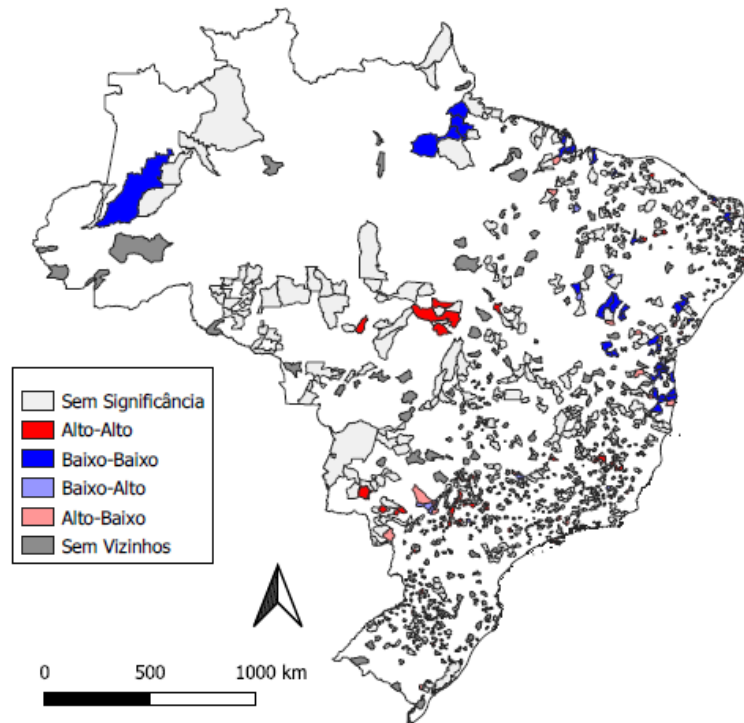 Sem Significância
Alto-Alto
Baixo-Baixo
Baixo-Alto
Alto-Baixo
Sem Vizinhos
0 500 1000 km